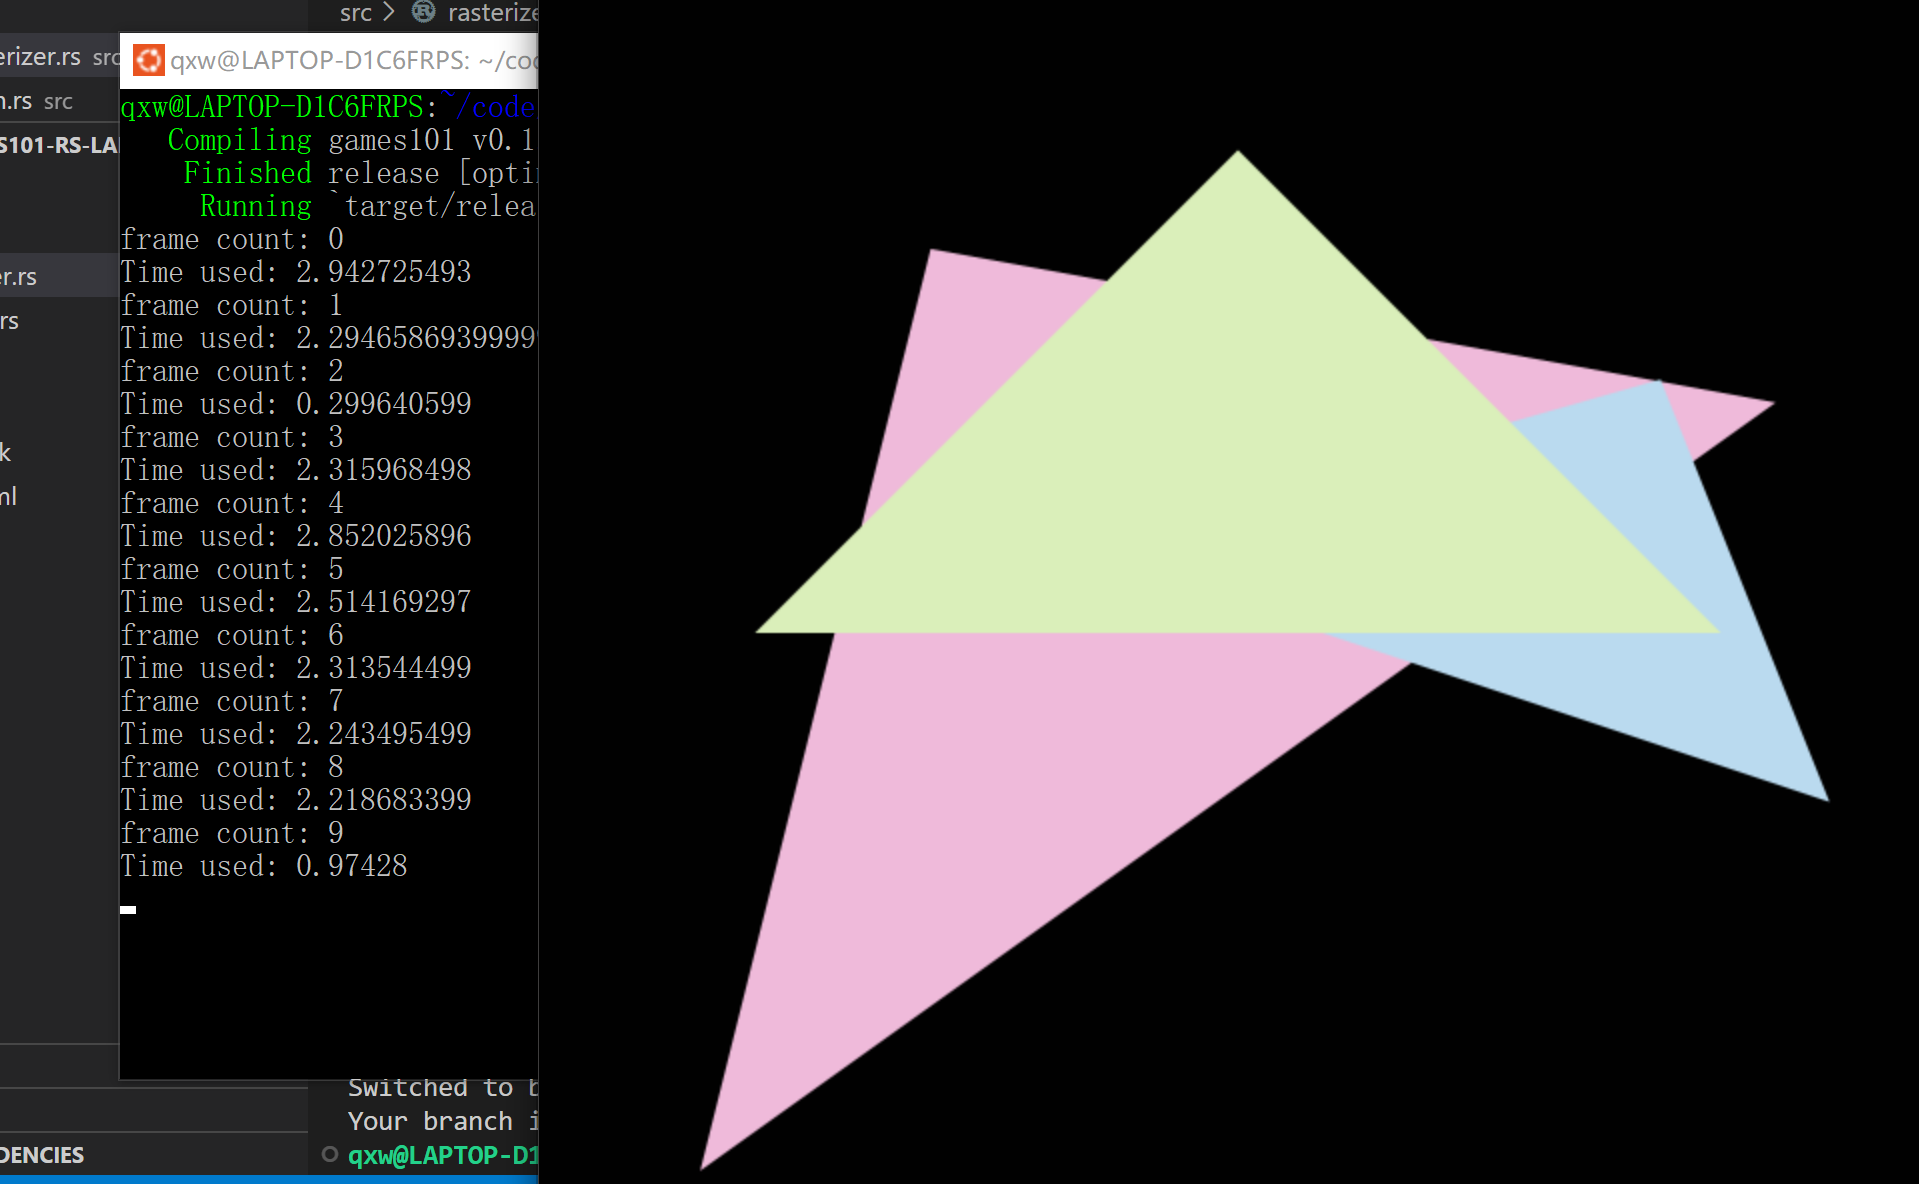 src > rasterize
erizer.rs src
n.rs src
S101-RS-LA
er.rs
rs
k
ml
DENCIES
qxw@LAPTOP-D1C6FRPS: ~/cod
qxw@LAPTOP-D1C6FRPS:~/code
Compiling games101 v0.1
Finished release [optim
Running `target/relea
frame count: 0
Time used: 2.942725493
frame count: 1
Time used: 2.2946586939999
frame count: 2
Time used: 0.299640599
frame count: 3
Time used: 2.315968498
frame count: 4
Time used: 2.852025896
frame count: 5
Time used: 2.514169297
frame count: 6
Time used: 2.313544499
frame count: 7
Time used: 2.243495499
frame count: 8
Time used: 2.218683399
frame count: 9
Time used: 0.97428
Switched to b
Your branch i
qxw@LAPTOP-D1